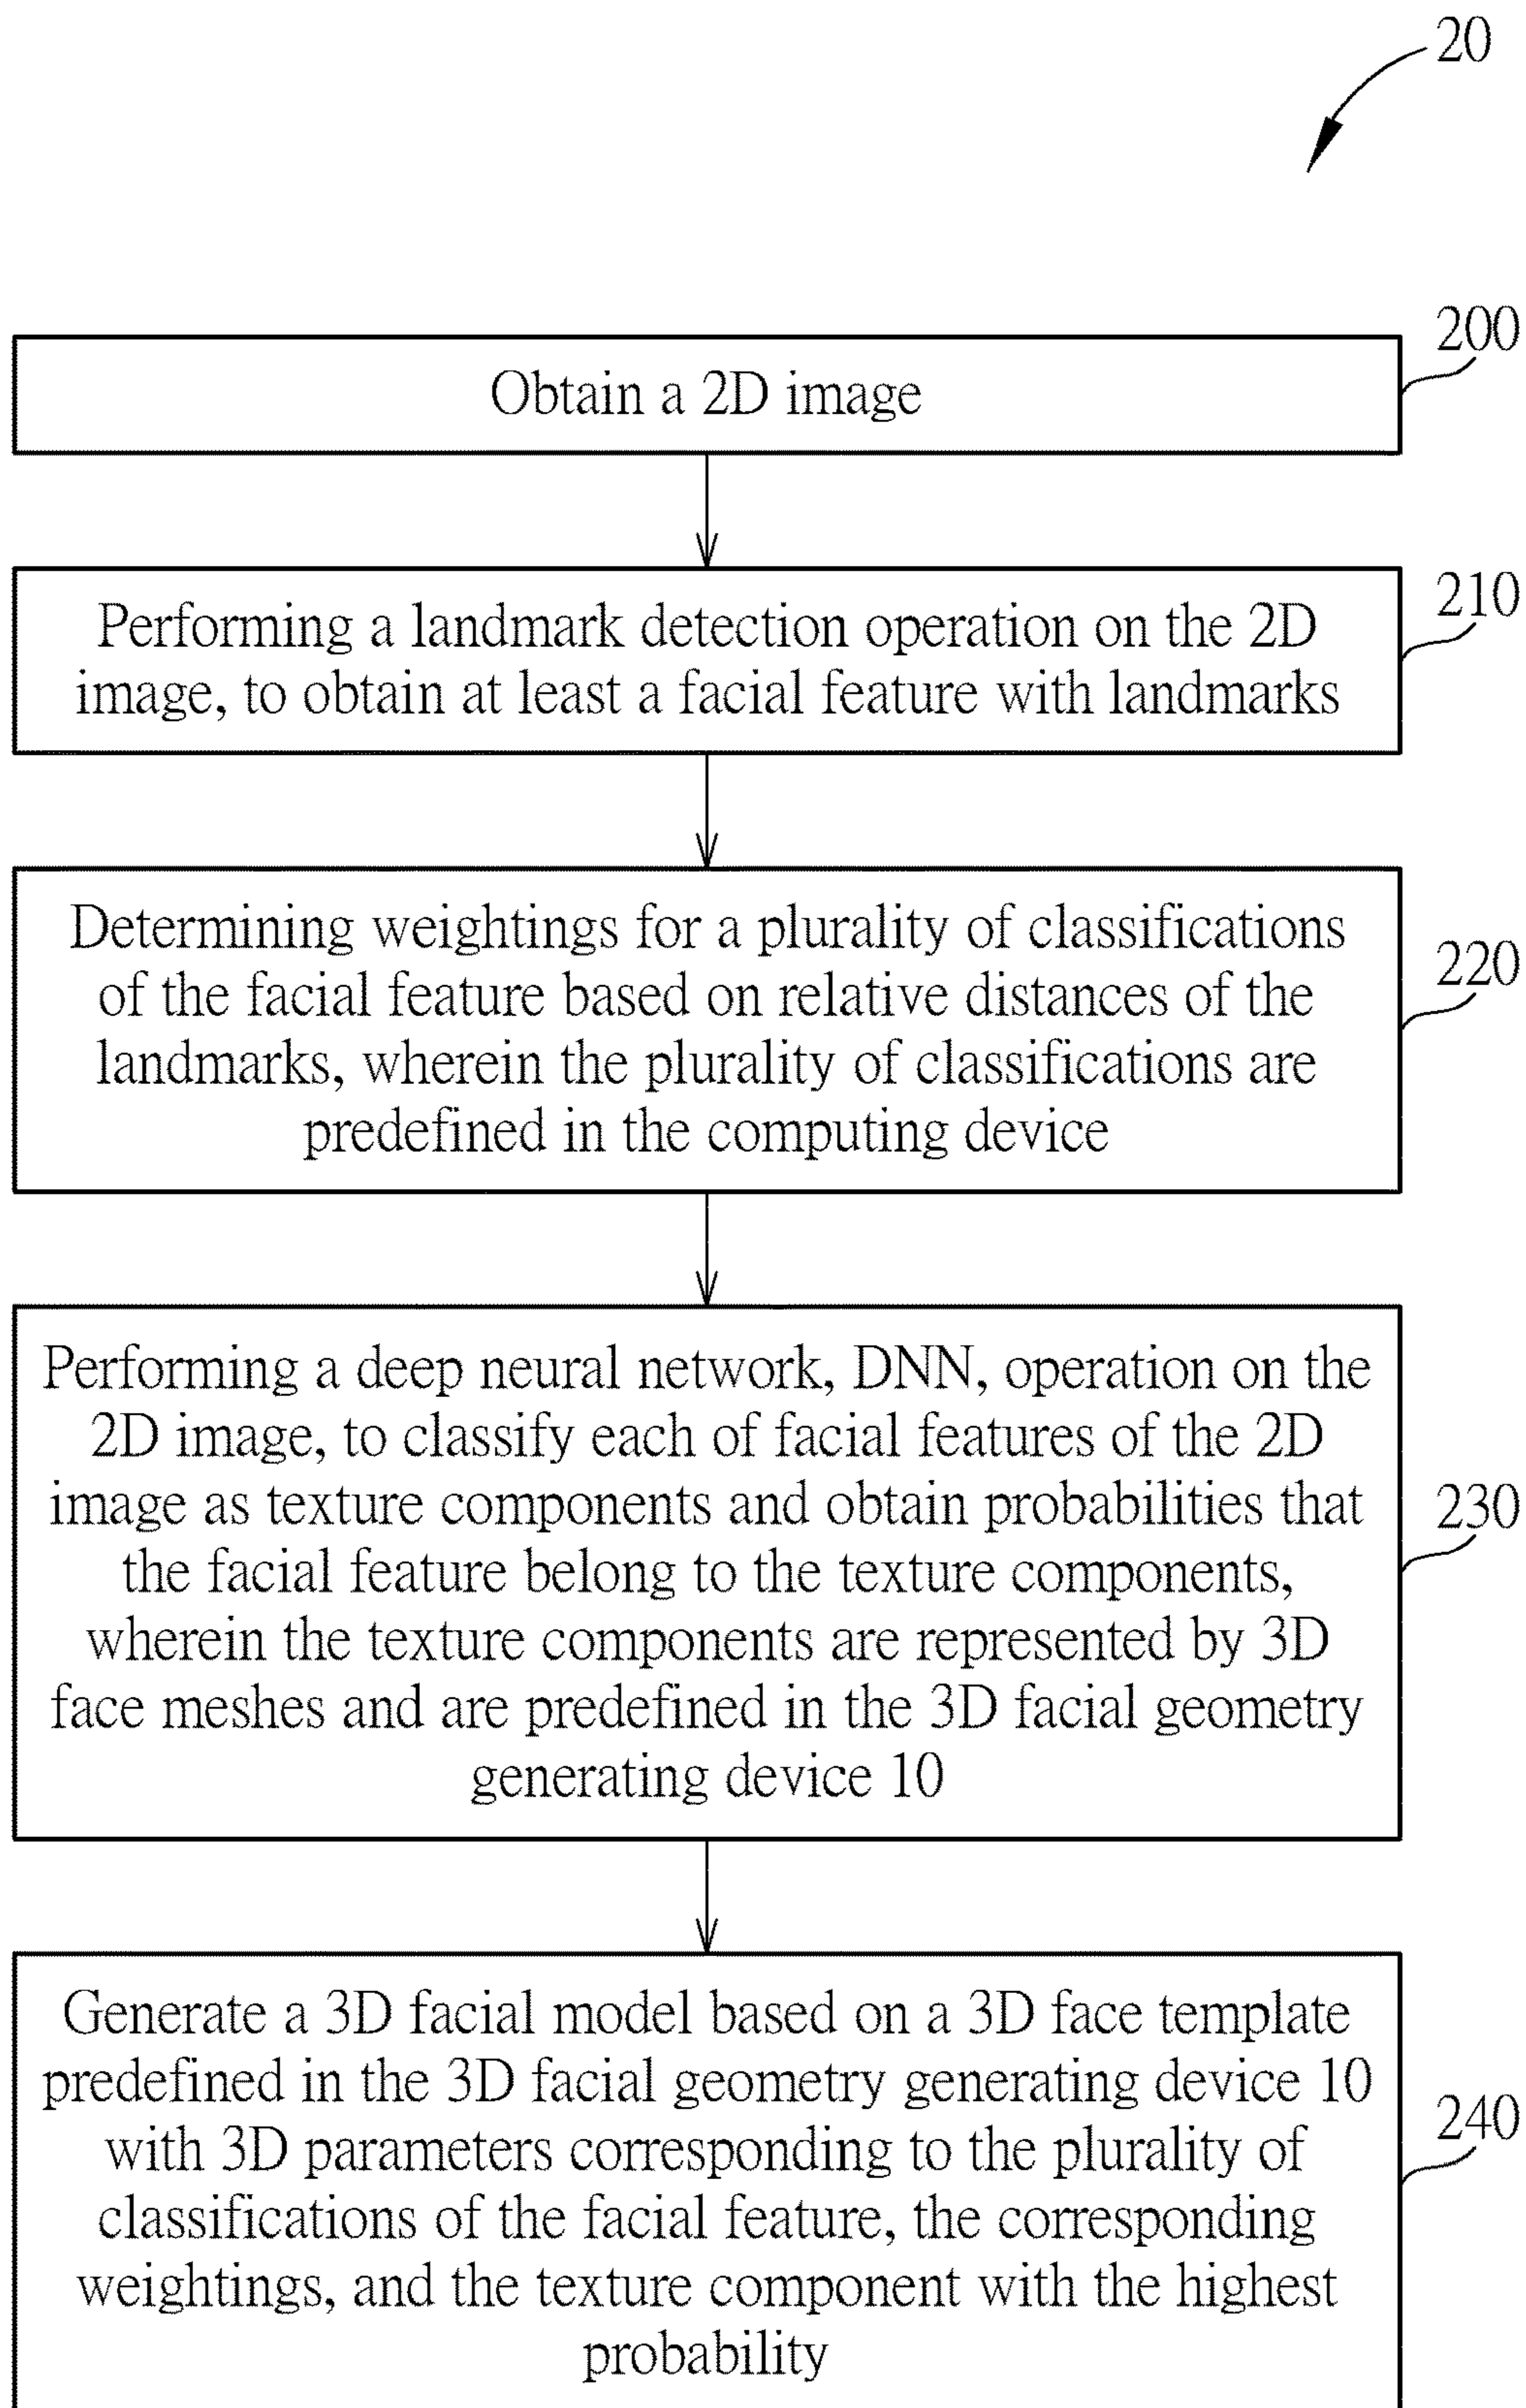 20
200
Obtain a 2D image
210
Performing a landmark detection operation on the 2D
image, to obtain at least a facial feature with landmarks
220
Determining weightings for a plurality of classifications
of the facial feature based on relative distances of the
landmarks, wherein the plurality of classifications are
predefined in the computing device
230
Performing a deep neural network, DNN, operation on the
2D image, to classify each of facial features of the 2D
image as texture components and obtain probabilities that
the facial feature belong to the texture components,
wherein the texture components are represented by 3D
face meshes and are predefined in the 3D facial geometry
generating device 10
240
Generate a 3D facial model based on a 3D face template
predefined in the 3D facial geometry generating device 10
with 3D parameters corresponding to the plurality of
classifications of the facial feature, the corresponding
weightings, and the texture component with the highest
probability